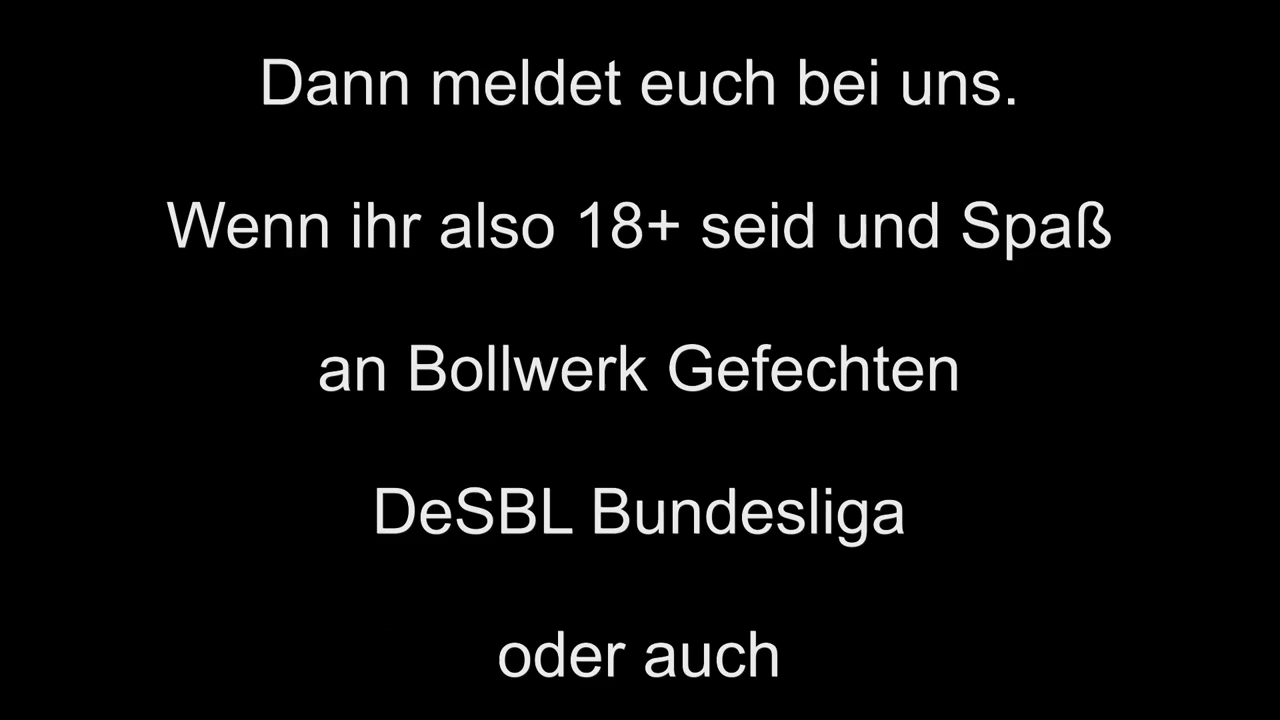 Dann meldet euch bei uns.
Wenn ihr also 18+ seid und Spaß
an Bollwerk Gefechten
DeSBL Bundesliga
oder auch